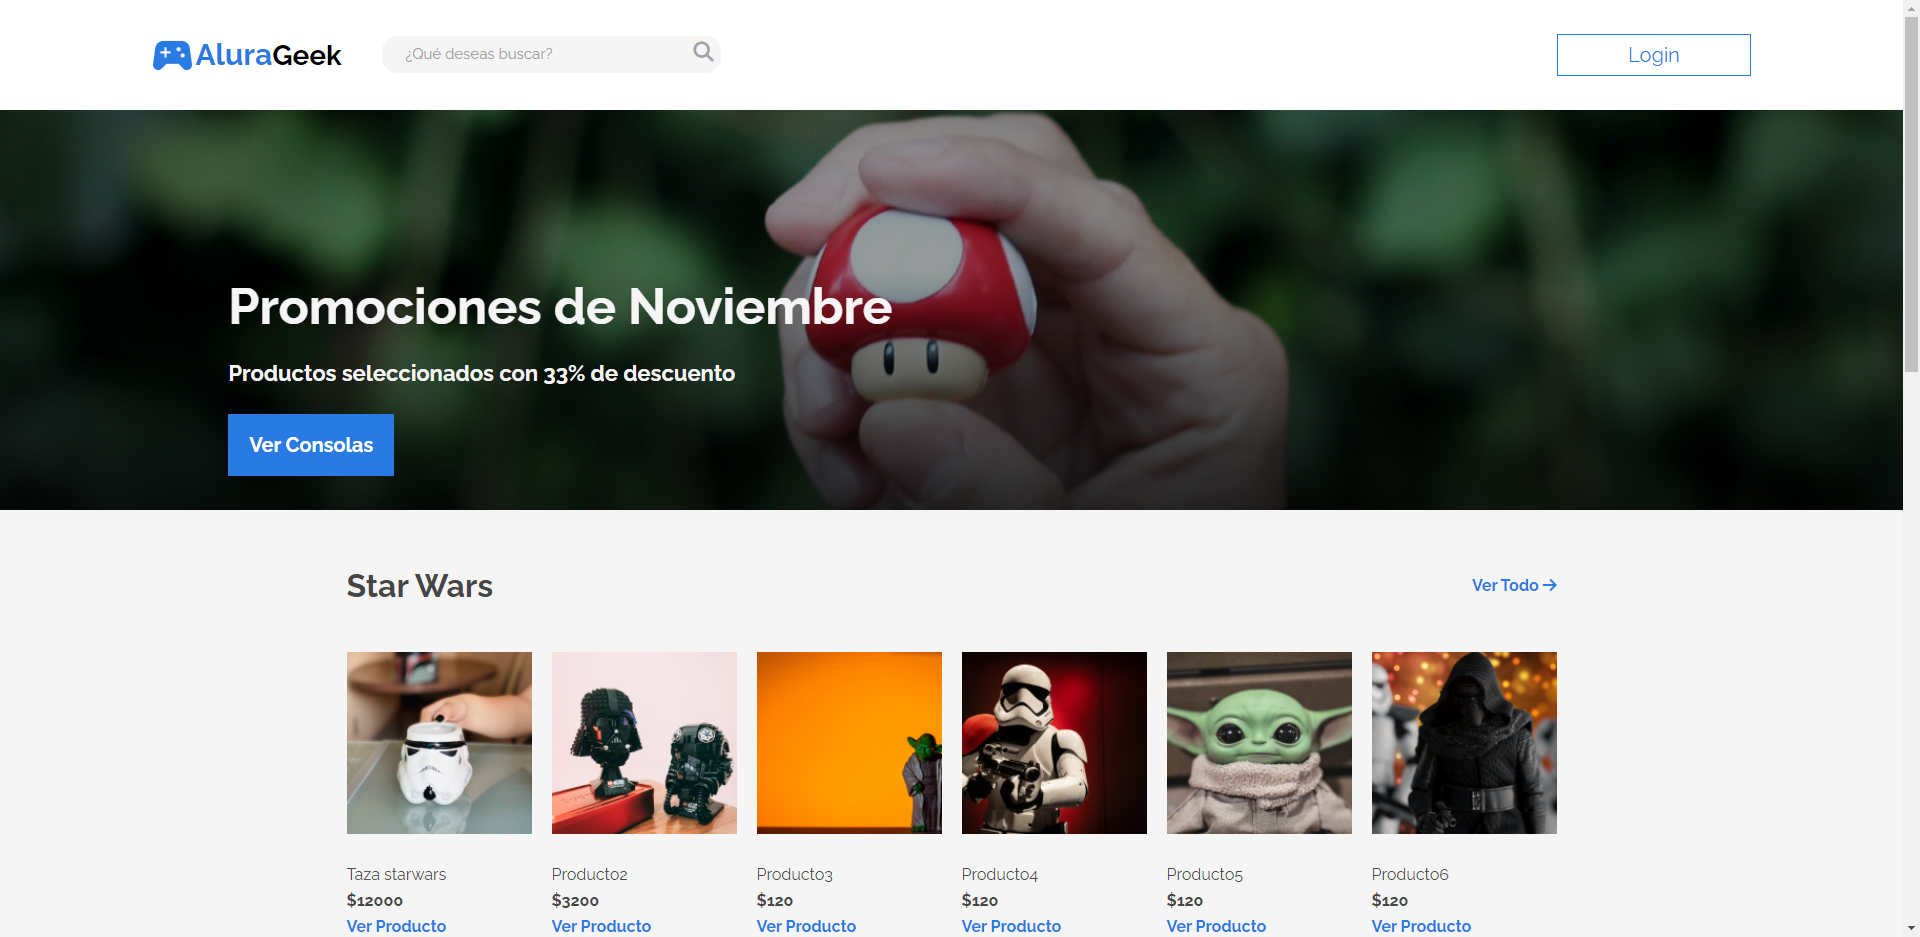 AluraGeek
¿Qué deseas buscar?
Login
Promociones de Noviembre
Productos seleccionados con 33% de descuento
Ver Consolas
Star Wars
Ver Todo →
Taza starwars
$12000
Ver Producto
Producto2
$3200
Ver Producto
Producto3
$120
Ver Producto
Producto4
$120
Ver Producto
Producto5
$120
Ver Producto
Producto6
$120
Ver Producto